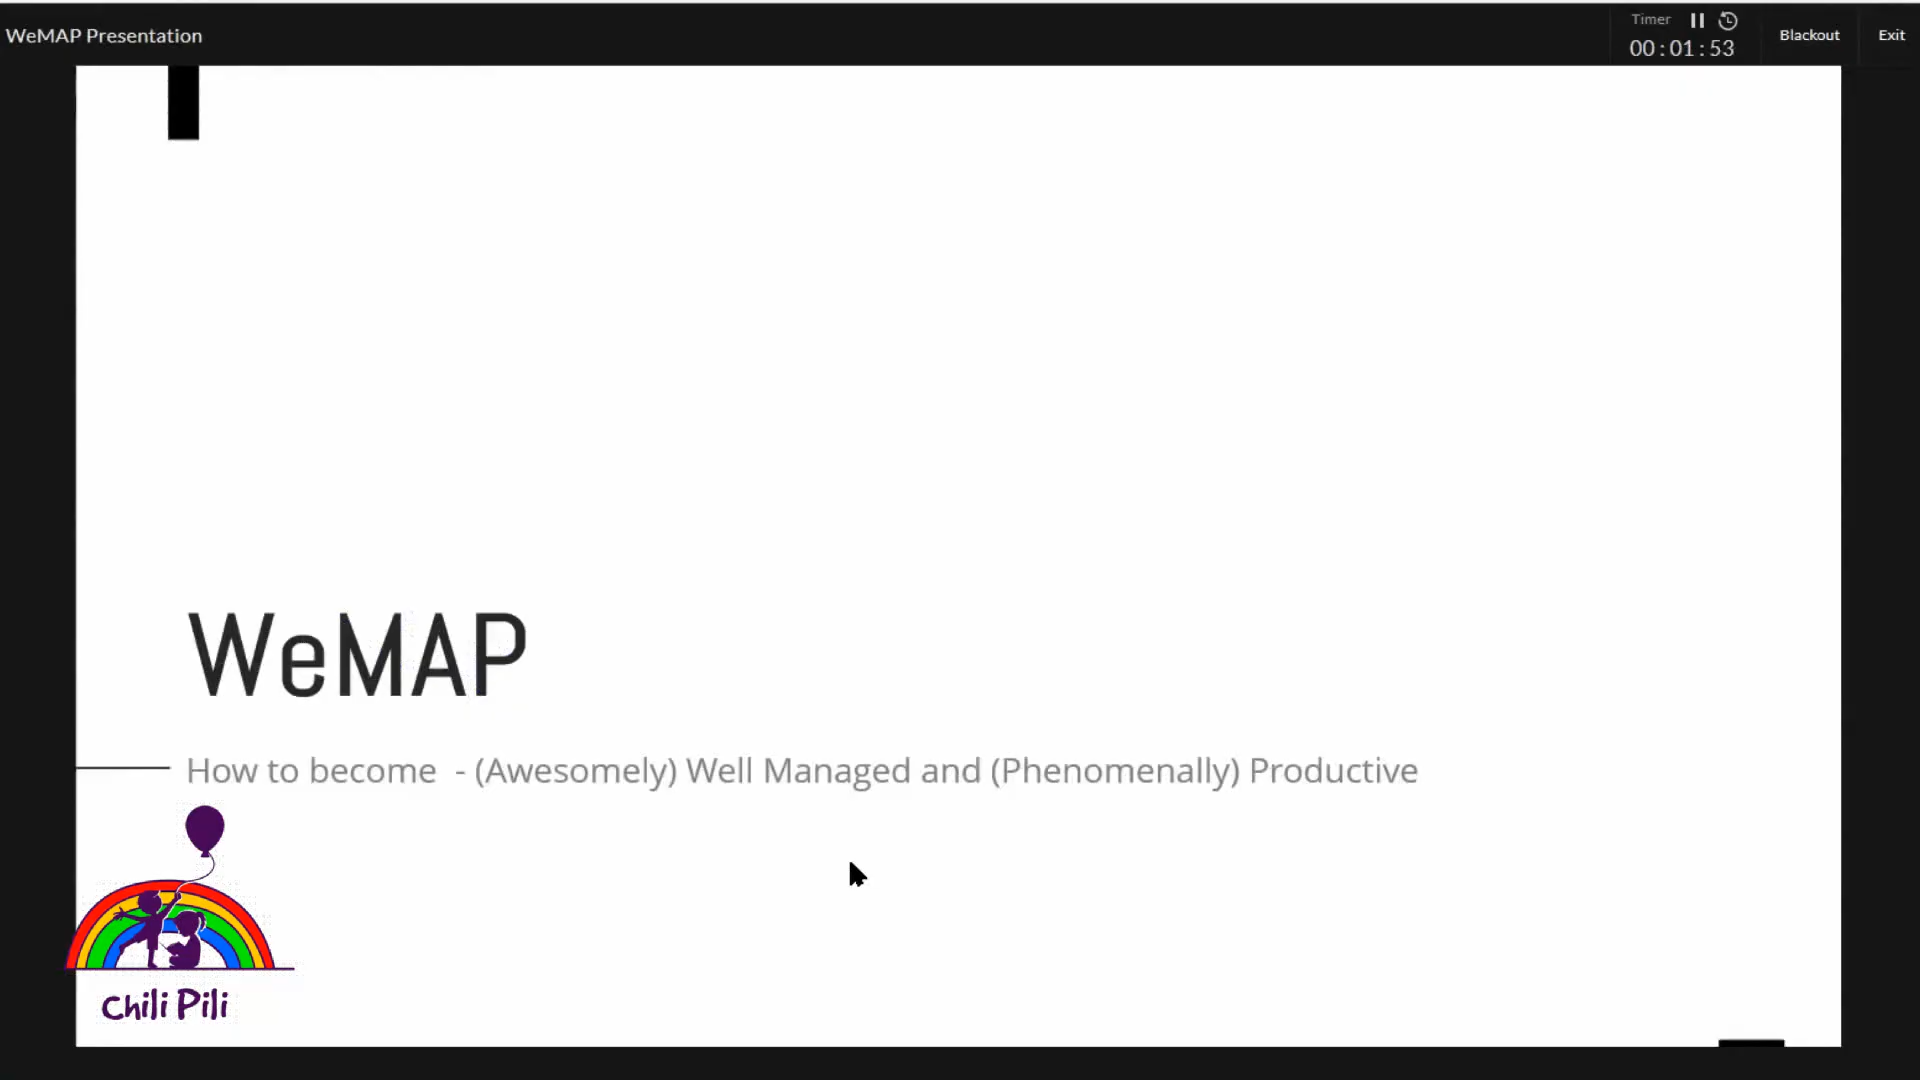 WeMAP Presentation
Timer
00 : 01 : 53
Blackout
Exit
WeMAP
How to become  - (Awesomely) Well Managed and (Phenomenally) Productive
Chili Pili